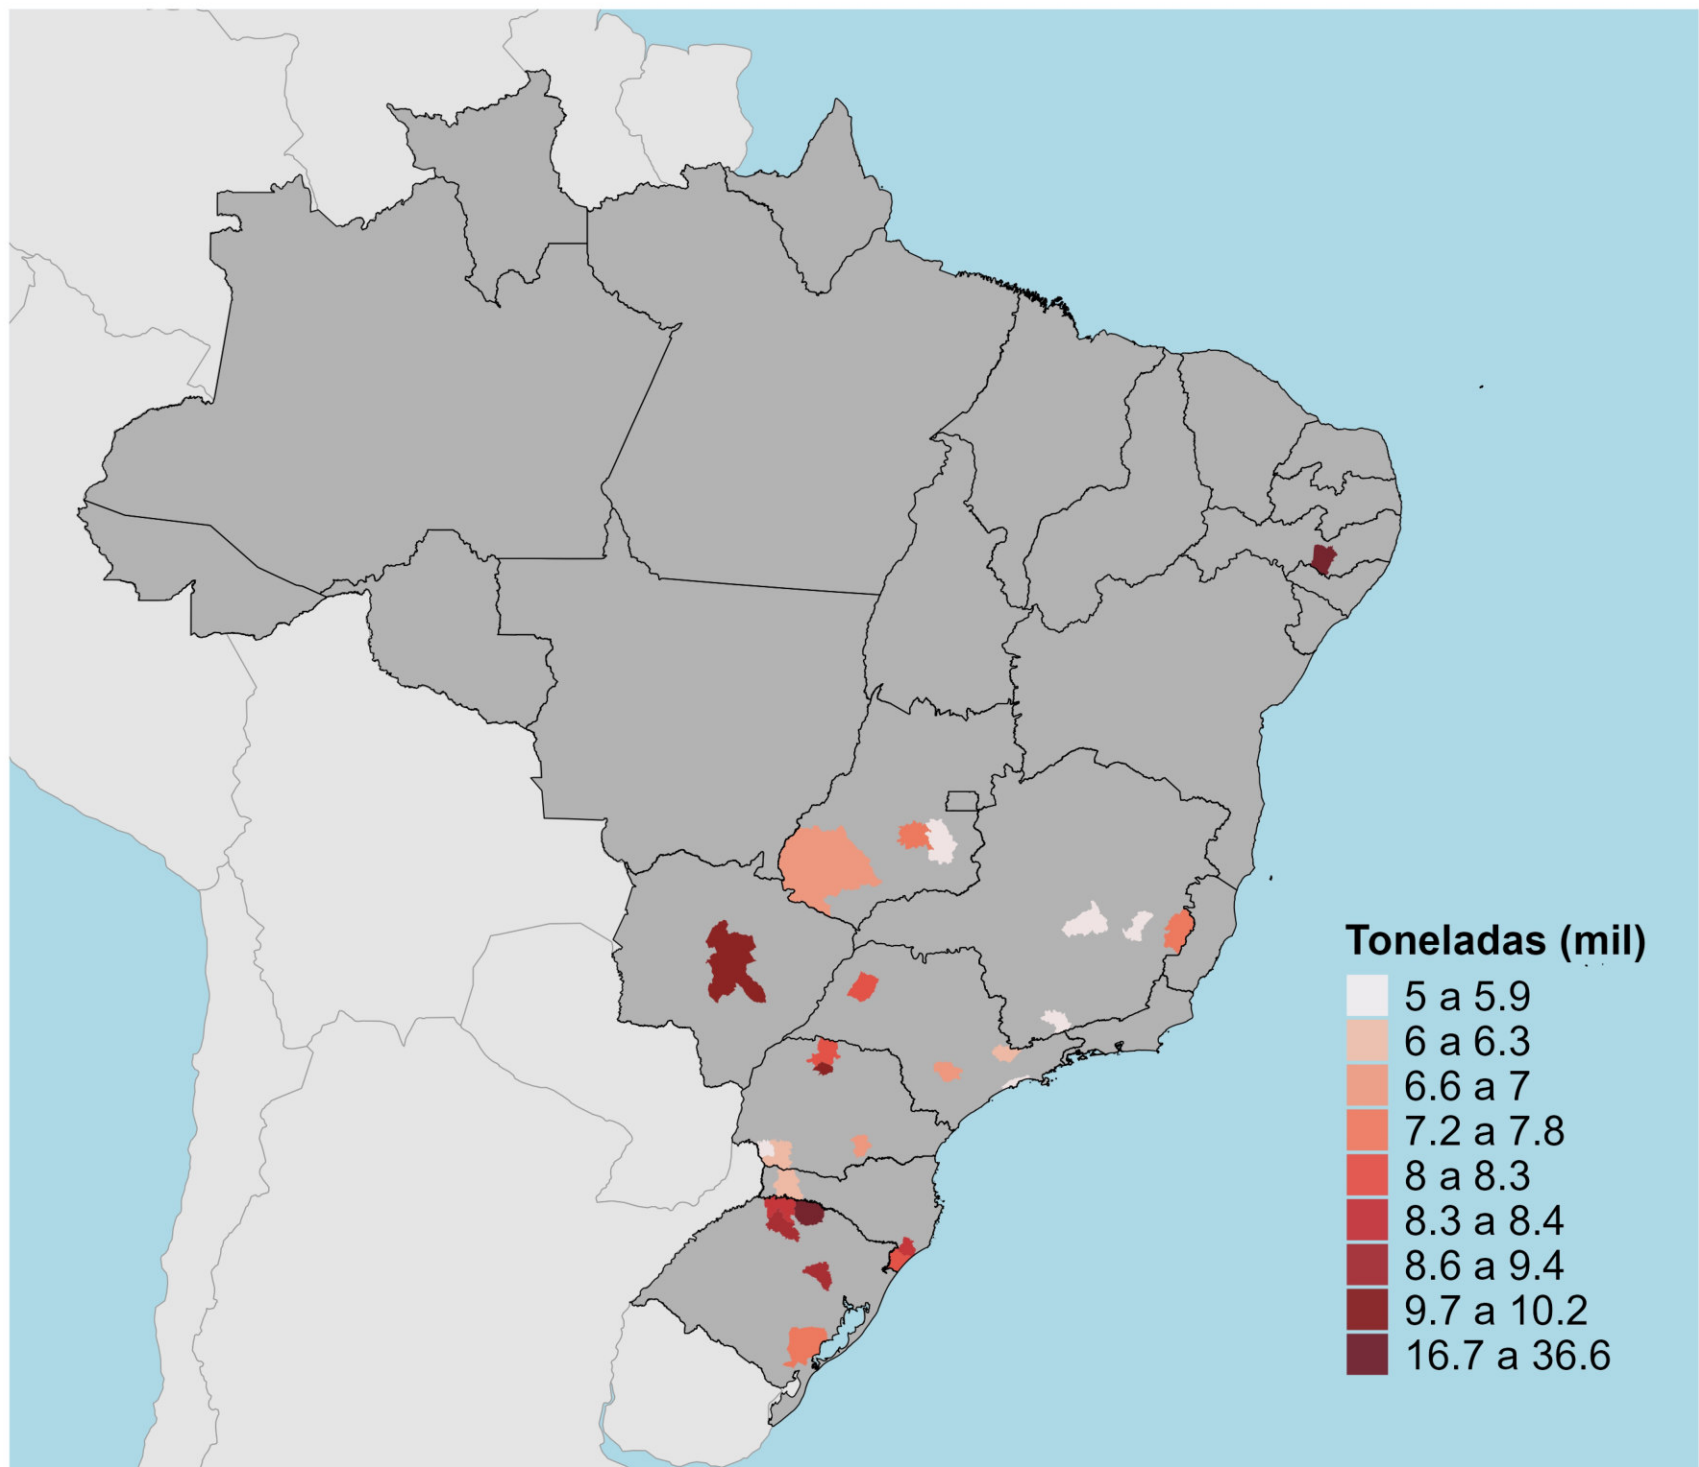 Toneladas (mil)
5 a 5.9
6 a 6.3
6.6 a 7
7.2 a 7.8
8 a 8.3
8.3 a 8.4
8.6 a 9.4
9.7 a 10.2
16.7 a 36.6